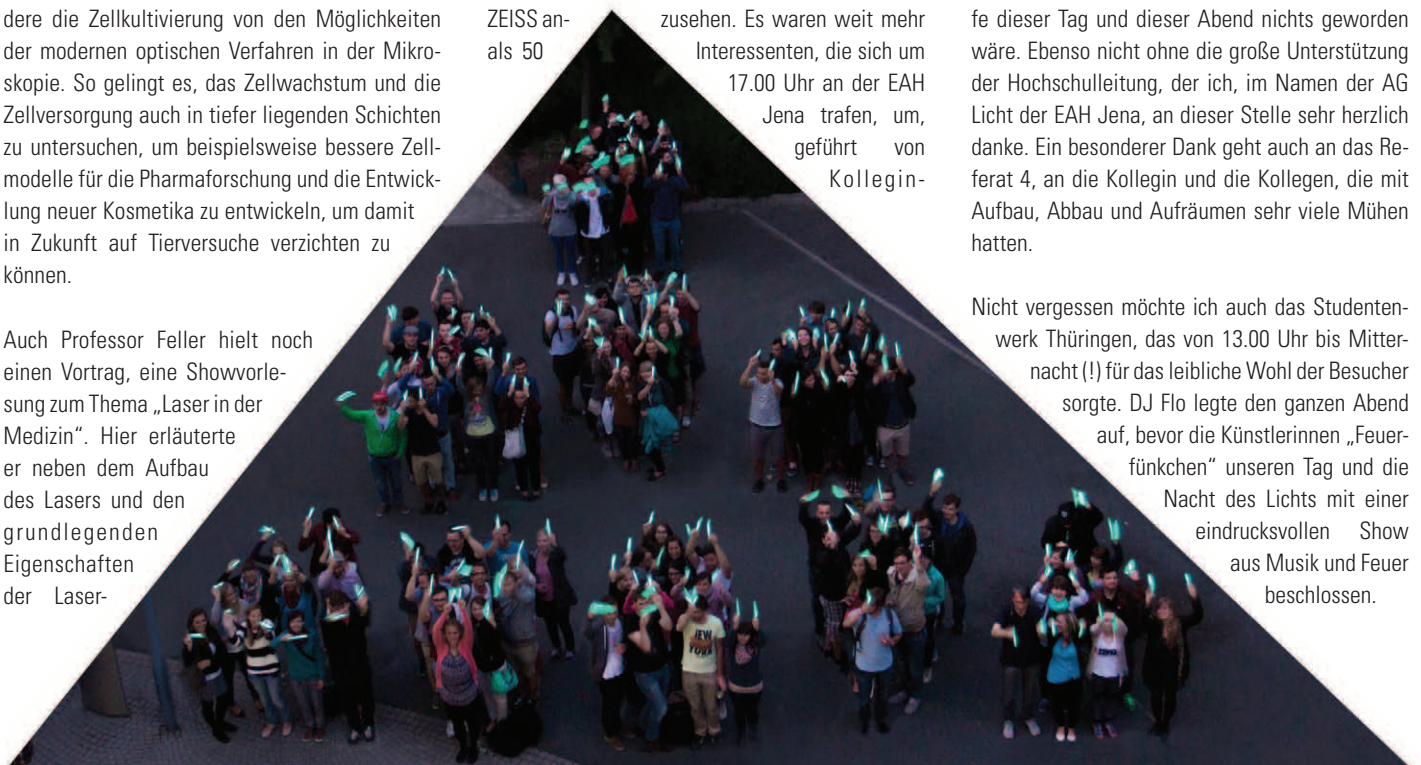 dere die Zellkultivierung von den Möglichkeiten
der modernen optischen Verfahren in der Mikro-
skopie. So gelingt es, das Zellwachstum und die
Zellversorgung auch in tiefer liegenden Schichten
zu untersuchen, um beispielsweise bessere Zell-
modelle für die Pharmaforschung und die Entwick-
lung neuer Kosmetika zu entwickeln, um damit
in Zukunft auf Tierversuche verzichten zu
können.
Auch Professor Feller hielt noch
einen Vortrag, eine Showvorle-
sung zum Thema „Laser in der
Medizin“. Hier erläuterte
er neben dem Aufbau
des Lasers und den
grundlegenden
Eigenschaften
der Laser-
ZEISS an-
als 50
zusehen. Es waren weit mehr
Interessenten, die sich um
17.00 Uhr an der EAH
Jena trafen, um,
geführt von
Kollegin-
fe dieser Tag und dieser Abend nichts geworden
wäre. Ebenso nicht ohne die große Unterstützung
der Hochschulleitung, der ich, im Namen der AG
Licht der EAH Jena, an dieser Stelle sehr herzlich
danke. Ein besonderer Dank geht auch an das Re-
ferat 4, an die Kollegin und die Kollegen, die mit
Aufbau, Abbau und Aufräumen sehr viele Mühen
hatten.
Nicht vergessen möchte ich auch das Studenten-
werk Thüringen, das von 13.00 Uhr bis Mitter-
nacht (!) für das leibliche Wohl der Besucher
sorgte. DJ Flo legte den ganzen Abend
auf, bevor die Künstlerinnen „Feuer-
fünkchen“ unseren Tag und die
Nacht des Lichts mit einer
eindrucksvollen Show
aus Musik und Feuer
beschlossen.